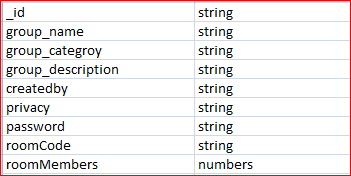 _id string
group_name string
group_categroy string
group_description string
createdby string
privacy string
password string
roomCode string
roomMembers numbers